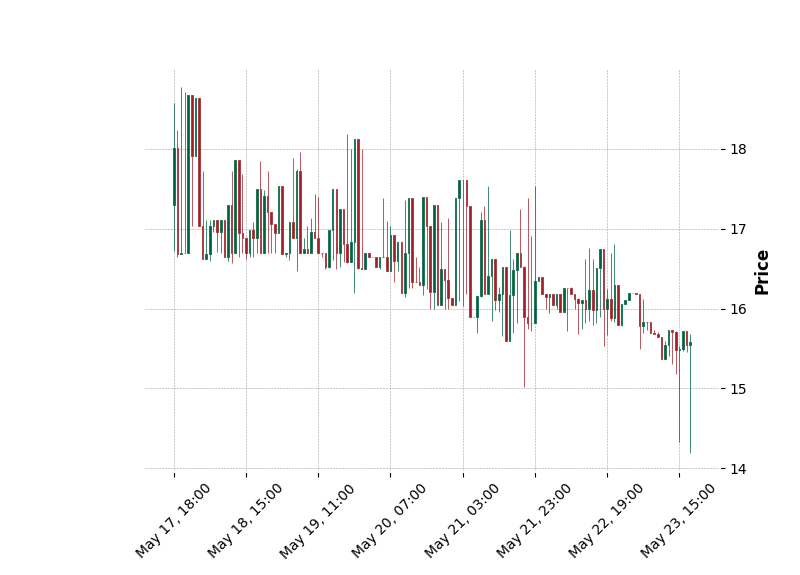 18
17
16
15
14
Price
May 17, 18:00
May 18, 15:00
May 19, 11:00
May 20, 07:00
May 21, 03:00
May 21, 23:00
May 22, 19:00
May 23, 15:00